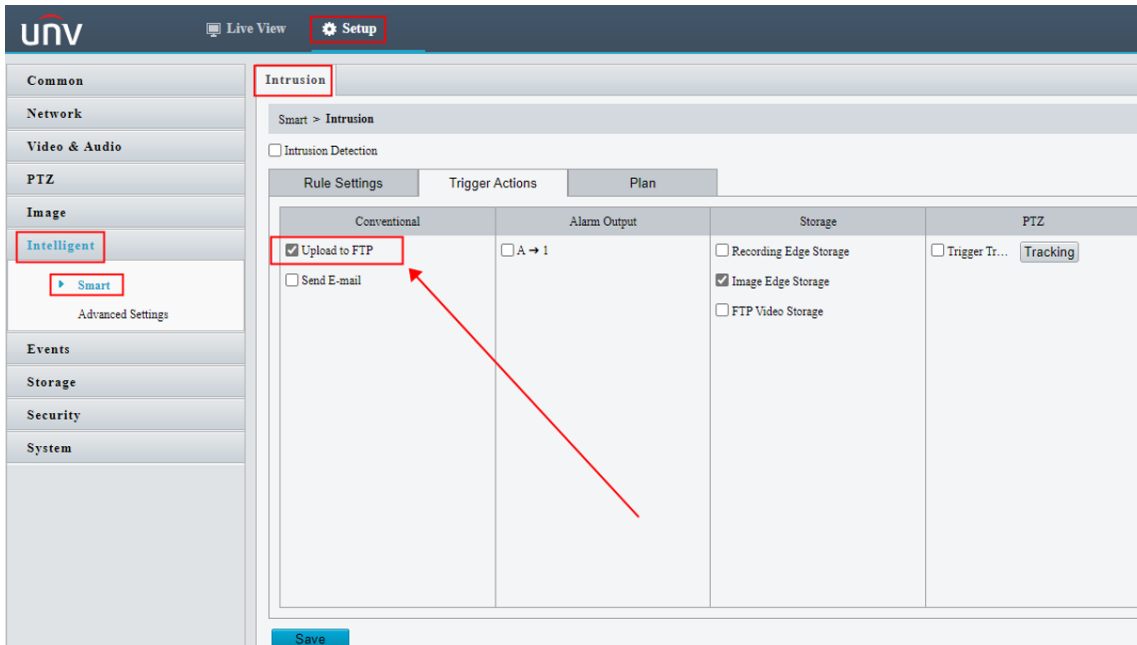 unv
Live View
Setup
Common
Network
Video & Audio
PTZ
Image
Intelligent
Smart
Advanced Settings
Events
Storage
Security
System
Intrusion
Smart > Intrusion
Intrusion Detection
Rule Settings
Trigger Actions
Plan
Conventional
Alarm Output
Storage
PTZ
Upload to FTP
A ➔ 1
Recording Edge Storage
Trigger Tr...
Tracking
Send E-mail
Image Edge Storage
FTP Video Storage
Save